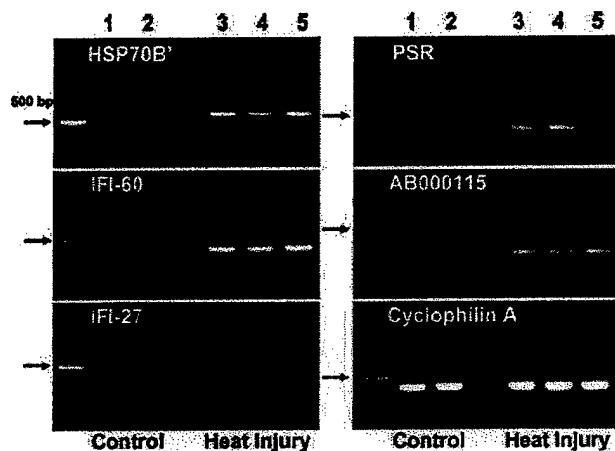 1 2 3 4 5
HSP70B'
500 bp
IFI-60
IFI-27
Control Heat Injury
1 2 3 4 5
PSR
AB000115
Cyclophilin A
Control Heat Injury